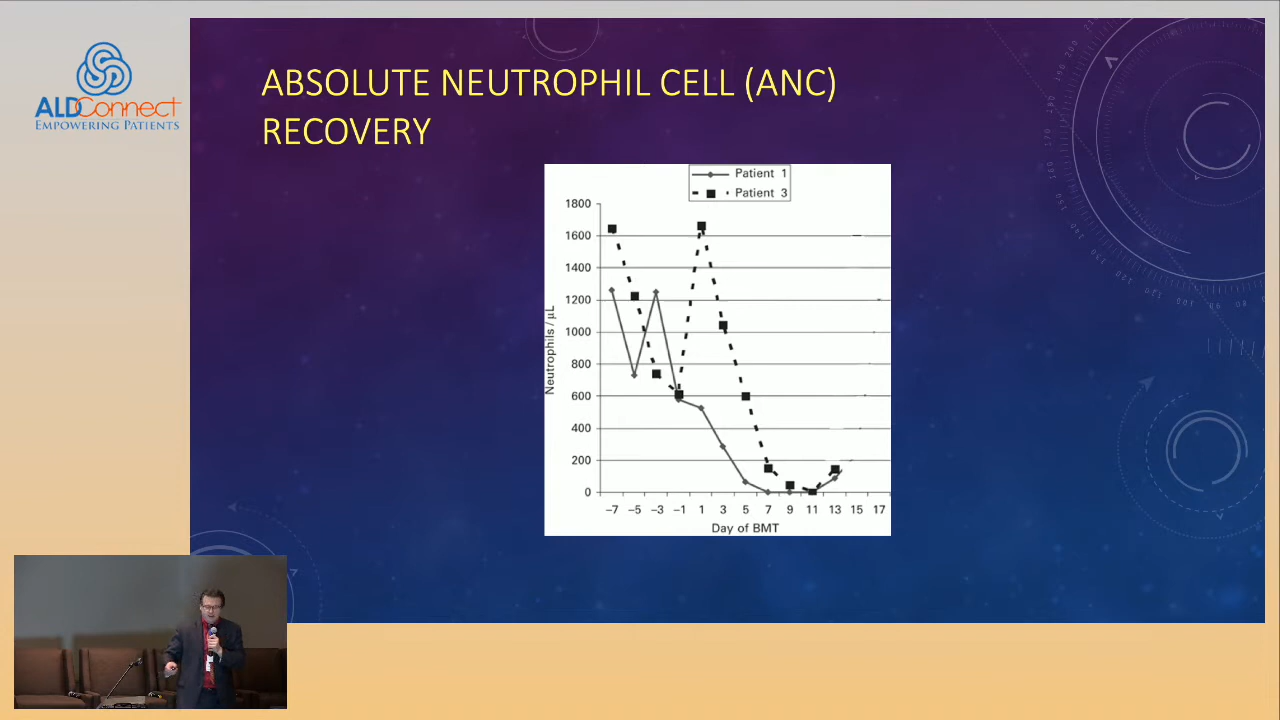 ALDConnect
EMPOWERING PATIENTS
ABSOLUTE NEUTROPHIL CELL (ANC)
RECOVERY
Patient 1
Patient 3
Neutrophils / µL
1800
1600
1400
1200
1000
800
600
400
200
0
–7 –5 –3 –1 1 3 5 7 9 11 13 15 17
Day of BMT